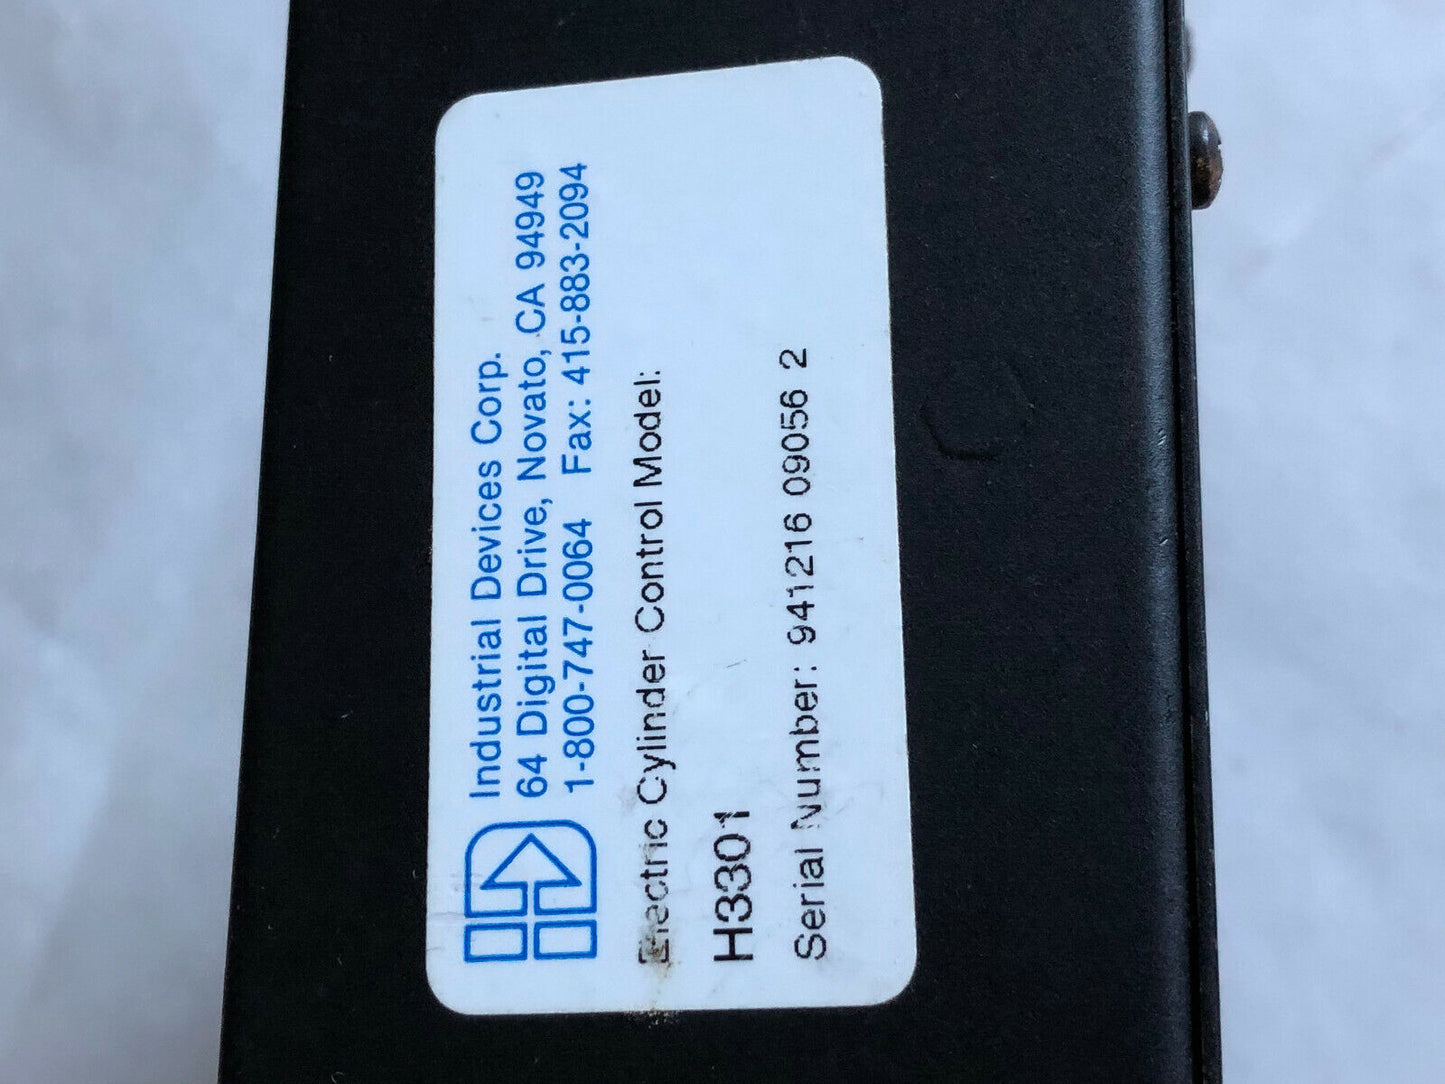 Industrial Devices Corp.
64 Digital Drive, Novato, CA 94949
1-800-747-0064 Fax: 415-883-2094
Electric Cylinder Control Model:
H3301
Serial Number: 941216 09056 2